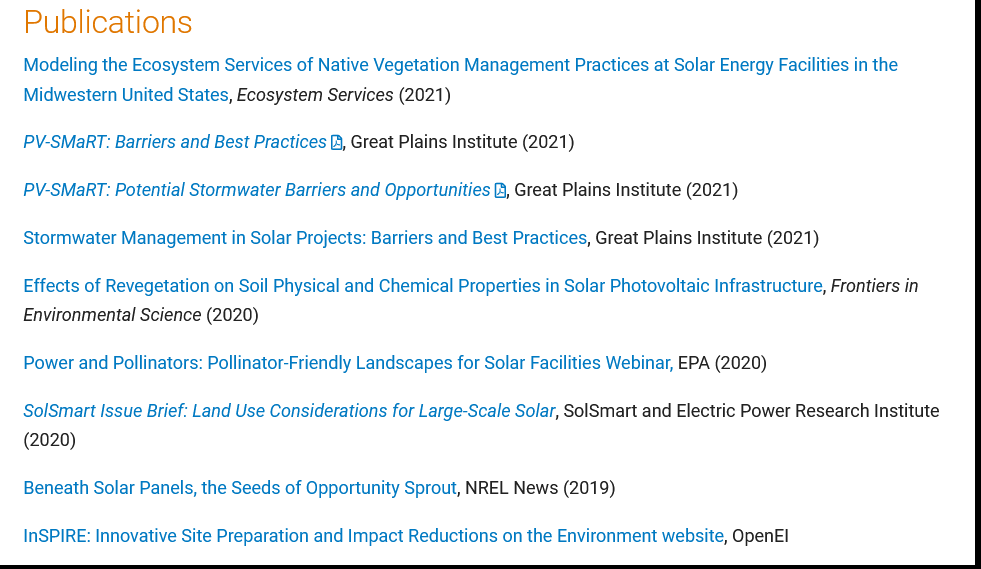 Publications
Modeling the Ecosystem Services of Native Vegetation Management Practices at Solar Energy Facilities in the
Midwestern United States, Ecosystem Services (2021)
PV-SMaRT: Barriers and Best Practices, Great Plains Institute (2021)
PV-SMaRT: Potential Stormwater Barriers and Opportunities, Great Plains Institute (2021)
Stormwater Management in Solar Projects: Barriers and Best Practices, Great Plains Institute (2021)
Effects of Revegetation on Soil Physical and Chemical Properties in Solar Photovoltaic Infrastructure, Frontiers in
Environmental Science (2020)
Power and Pollinators: Pollinator-Friendly Landscapes for Solar Facilities Webinar, EPA (2020)
SolSmart Issue Brief: Land Use Considerations for Large-Scale Solar, SolSmart and Electric Power Research Institute
(2020)
Beneath Solar Panels, the Seeds of Opportunity Sprout, NREL News (2019)
InSPIRE: Innovative Site Preparation and Impact Reductions on the Environment website, OpenEI